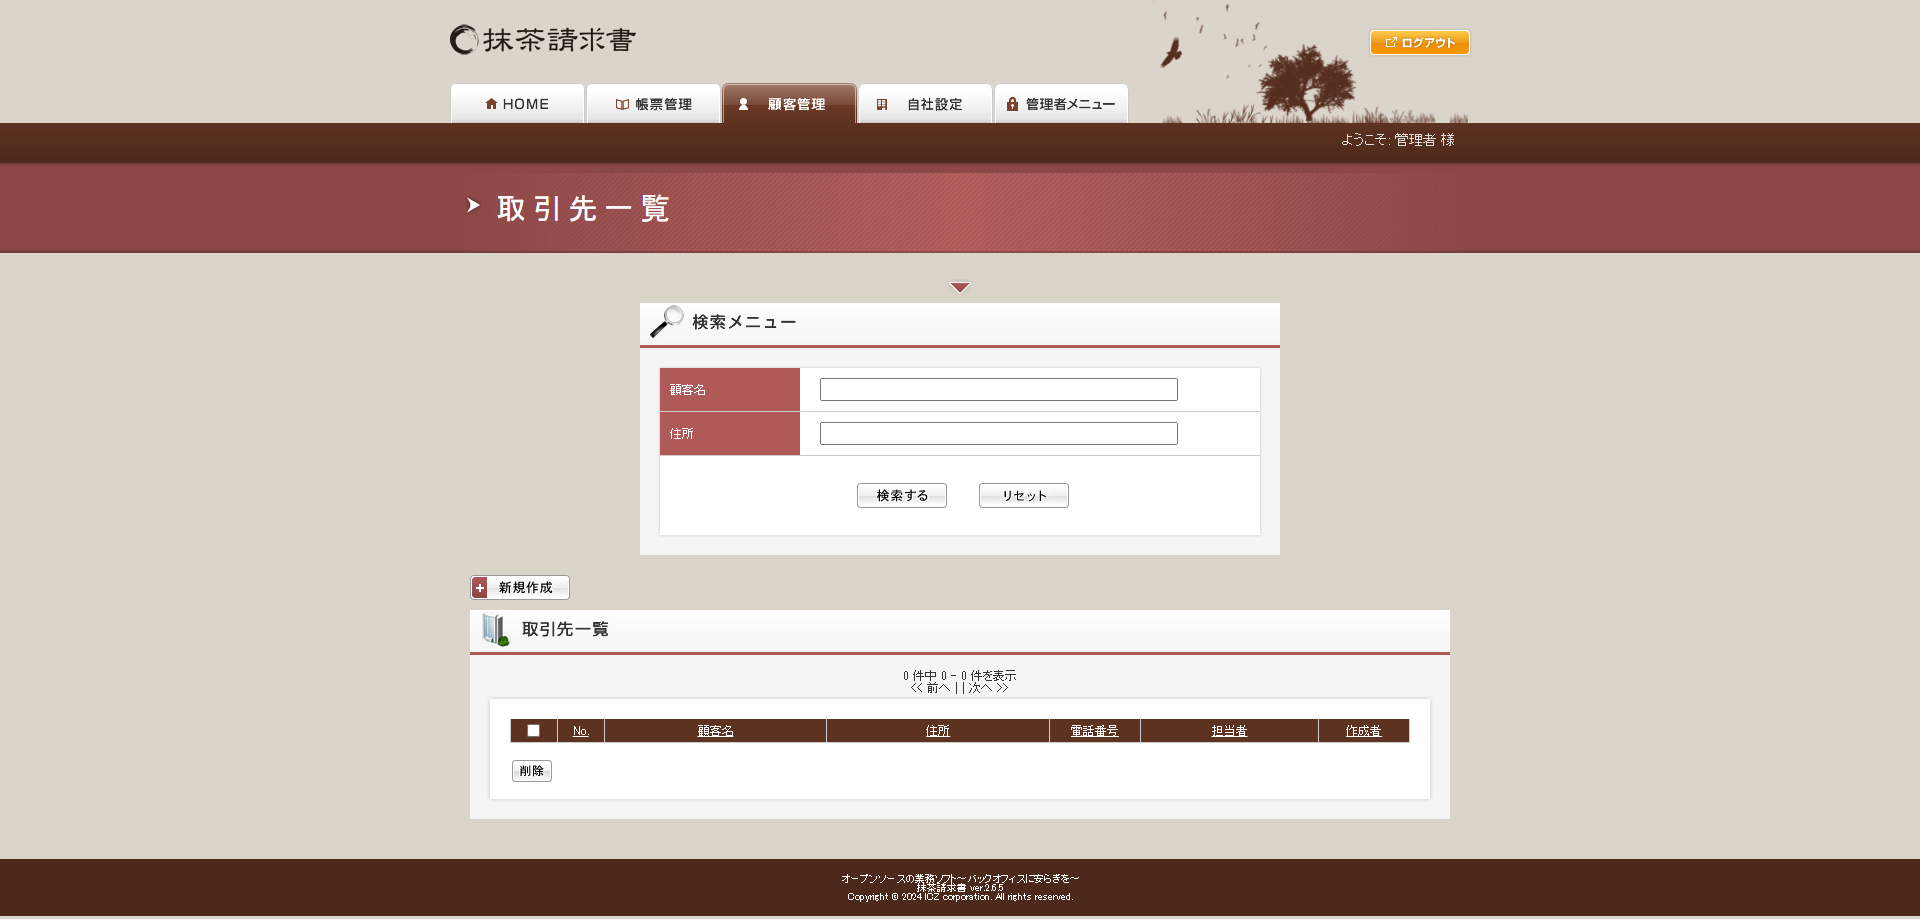 抹茶請求書
ログアウト
HOME
帳票管理
顧客管理
自社設定
管理者メニュー
ようこそ: 管理者 様
取引先一覧
検索メニュー
顧客名
住所
検索する
リセット
新規作成
取引先一覧
0 件中 0 - 0 件を表示
<< 前へ | | 次へ >>
No. 顧客名 住所 電話番号 担当者 作成者
削除
オープンソースの業務ソフト～バックオフィスに安らぎを～
抹茶請求書 ver.2.6.5
Copyright © 2024 ICZ corporation. All rights reserved.